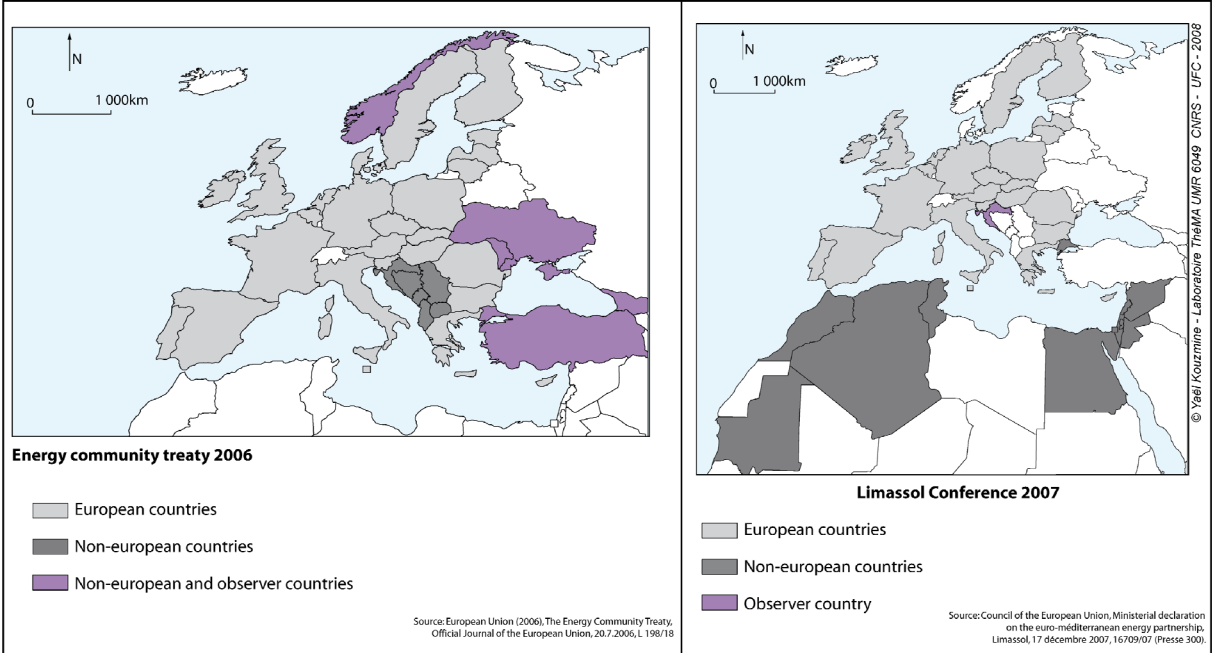 N
0 1 000km
Energy community treaty 2006
European countries
Non-european countries
Non-european and observer countries
Source: European Union (2006), The Energy Community Treaty,
Official Journal of the European Union, 20.7.2006, L 198/18
N
0 1 000km
Limassol Conference 2007
European countries
Non-european countries
Observer country
Source: Council of the European Union, Ministerial declaration
on the euro-méditerranean energy partnership,
Limassol, 17 décembre 2007, 16709/07 (Presse 300).
© Yaël Kouzmine - Laboratoire ThéMA UMR 6049 CNRS - UFC - 2008